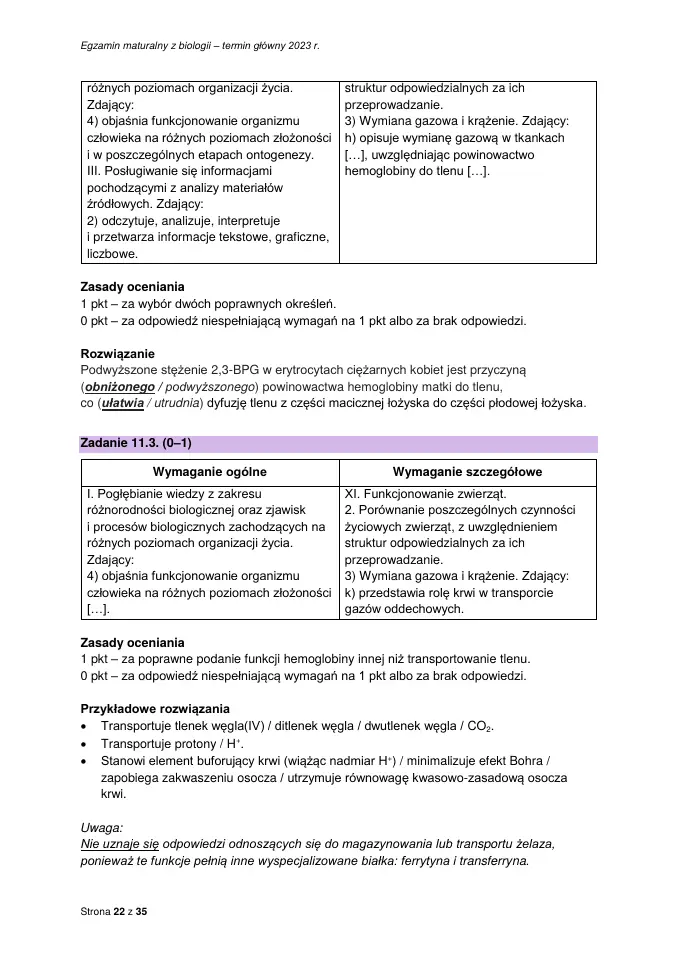 Egzamin maturalny z biologii – termin główny 2023 r.
różnych poziomach organizacji życia.
Zdający:
4) objaśnia funkcjonowanie organizmu
człowieka na różnych poziomach złożoności
i w poszczególnych etapach ontogenezy.
III. Posługiwanie się informacjami
pochodzącymi z analizy materiałów
źródłowych. Zdający:
2) odczytuje, analizuje, interpretuje
i przetwarza informacje tekstowe, graficzne,
liczbowe.
struktur odpowiedzialnych za ich
przeprowadzanie.
3) Wymiana gazowa i krążenie. Zdający:
h) opisuje wymianę gazową w tkankach
[…], uwzględniając powinowactwo
hemoglobiny do tlenu […].
Zasady oceniania
1 pkt – za wybór dwóch poprawnych określeń.
0 pkt – za odpowiedź niespełniającą wymagań na 1 pkt albo za brak odpowiedzi.
Rozwiązanie
Podwyższone stężenie 2,3-BPG w erytrocytach ciężarnych kobiet jest przyczyną
(obniżonego / podwyższonego) powinowactwa hemoglobiny matki do tlenu,
co (ułatwia / utrudnia) dyfuzję tlenu z części macicznej łożyska do części płodowej łożyska.
Zadanie 11.3. (0–1)
Wymaganie ogólne
Wymaganie szczegółowe
I. Pogłębianie wiedzy z zakresu
różnorodności biologicznej oraz zjawisk
i procesów biologicznych zachodzących na
różnych poziomach organizacji życia.
Zdający:
4) objaśnia funkcjonowanie organizmu
człowieka na różnych poziomach złożoności
[…].
XI. Funkcjonowanie zwierząt.
2. Porównanie poszczególnych czynności
życiowych zwierząt, z uwzględnieniem
struktur odpowiedzialnych za ich
przeprowadzanie.
3) Wymiana gazowa i krążenie. Zdający:
k) przedstawia rolę krwi w transporcie
gazów oddechowych.
Zasady oceniania
1 pkt – za poprawne podanie funkcji hemoglobiny innej niż transportowanie tlenu.
0 pkt – za odpowiedź niespełniającą wymagań na 1 pkt albo za brak odpowiedzi.
Przykładowe rozwiązania
• Transportuje tlenek węgla(IV) / ditlenek węgla / dwutlenek węgla / CO₂.
• Transportuje protony / H⁺.
• Stanowi element buforujący krwi (wiążąc nadmiar H⁺) / minimalizuje efekt Bohra /
zapobiega zakwaszeniu osocza / utrzymuje równowagę kwasowo-zasadową osocza
krwi.
Uwaga:
Nie uznaje się odpowiedzi odnoszących się do magazynowania lub transportu żelaza,
ponieważ te funkcje pełnią inne wyspecjalizowane białka: ferrytyna i transferryna.
Strona 22 z 35